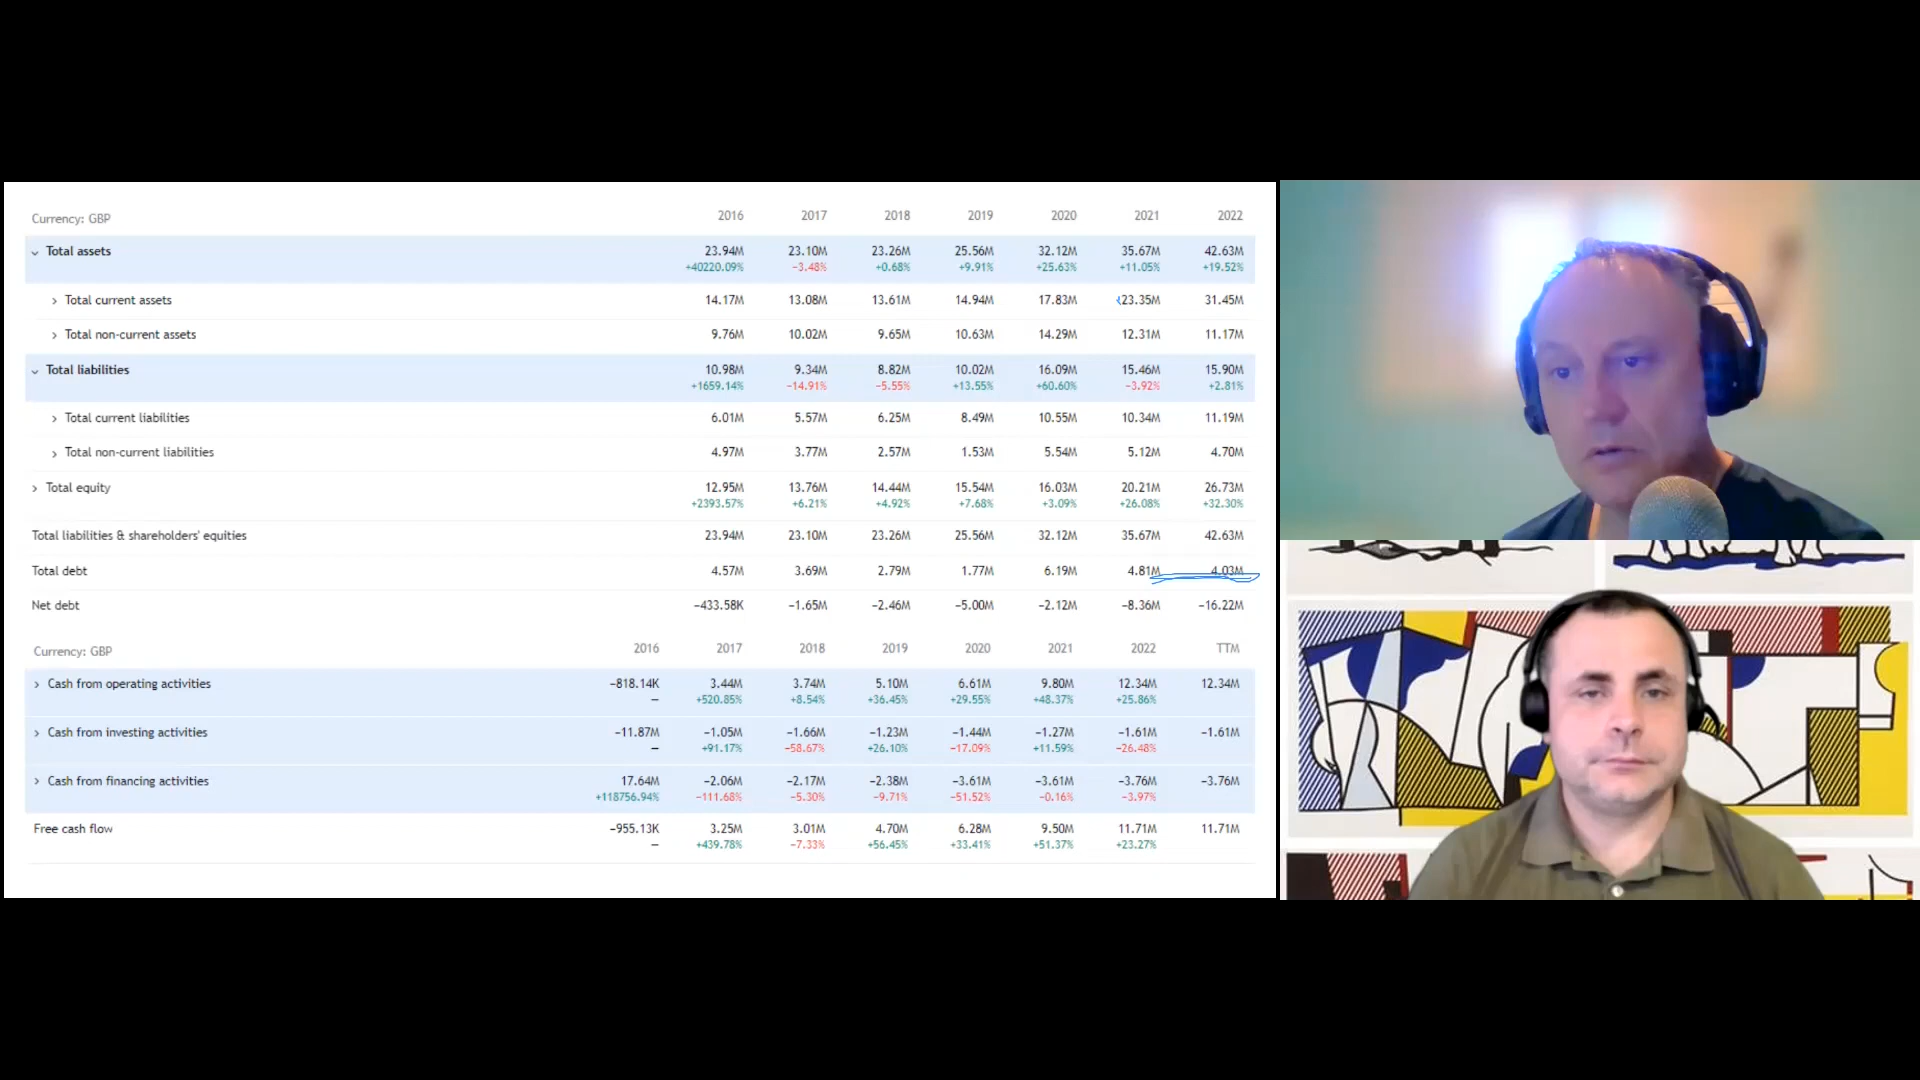 Currency: GBP 2016 2017 2018 2019 2020 2021 2022
Total assets 23.94M 23.10M 23.26M 25.56M 32.12M 35.67M 42.63M
+40220.09% −3.48% +0.68% +9.91% +25.63% +11.05% +19.52%
Total current assets 14.17M 13.08M 13.61M 14.94M 17.83M 23.35M 31.45M
Total non-current assets 9.76M 10.02M 9.65M 10.63M 14.29M 12.31M 11.17M
Total liabilities 10.98M 9.34M 8.82M 10.02M 16.09M 15.46M 15.90M
+1659.14% −14.91% −5.55% +13.55% +60.60% −3.92% +2.81%
Total current liabilities 6.01M 5.57M 6.25M 8.49M 10.55M 10.34M 11.19M
Total non-current liabilities 4.97M 3.77M 2.57M 1.53M 5.54M 5.12M 4.70M
Total equity 12.95M 13.76M 14.44M 15.54M 16.03M 20.21M 26.73M
+2393.57% +6.21% +4.92% +7.68% +3.09% +26.08% +32.30%
Total liabilities & shareholders' equities 23.94M 23.10M 23.26M 25.56M 32.12M 35.67M 42.63M
Total debt 4.57M 3.69M 2.79M 1.77M 6.19M 4.81M 4.03M
Net debt −433.58K −1.65M −2.46M −5.00M −2.12M −8.36M −16.22M
Currency: GBP 2016 2017 2018 2019 2020 2021 2022 TTM
Cash from operating activities −818.14K 3.44M 3.74M 5.10M 6.61M 9.80M 12.34M 12.34M
— +520.85% +8.54% +36.45% +29.55% +48.37% +25.86%
Cash from investing activities −11.87M −1.05M −1.66M −1.23M −1.44M −1.27M −1.61M −1.61M
— +91.17% −58.67% +26.10% −17.09% +11.59% −26.48%
Cash from financing activities 17.64M −2.06M −2.17M −2.38M −3.61M −3.61M −3.76M −3.76M
+118756.94% −111.68% −5.30% −9.71% −51.52% −0.16% −3.97%
Free cash flow −955.13K 3.25M 3.01M 4.70M 6.28M 9.50M 11.71M 11.71M
— +439.78% −7.33% +56.45% +33.41% +51.37% +23.27%